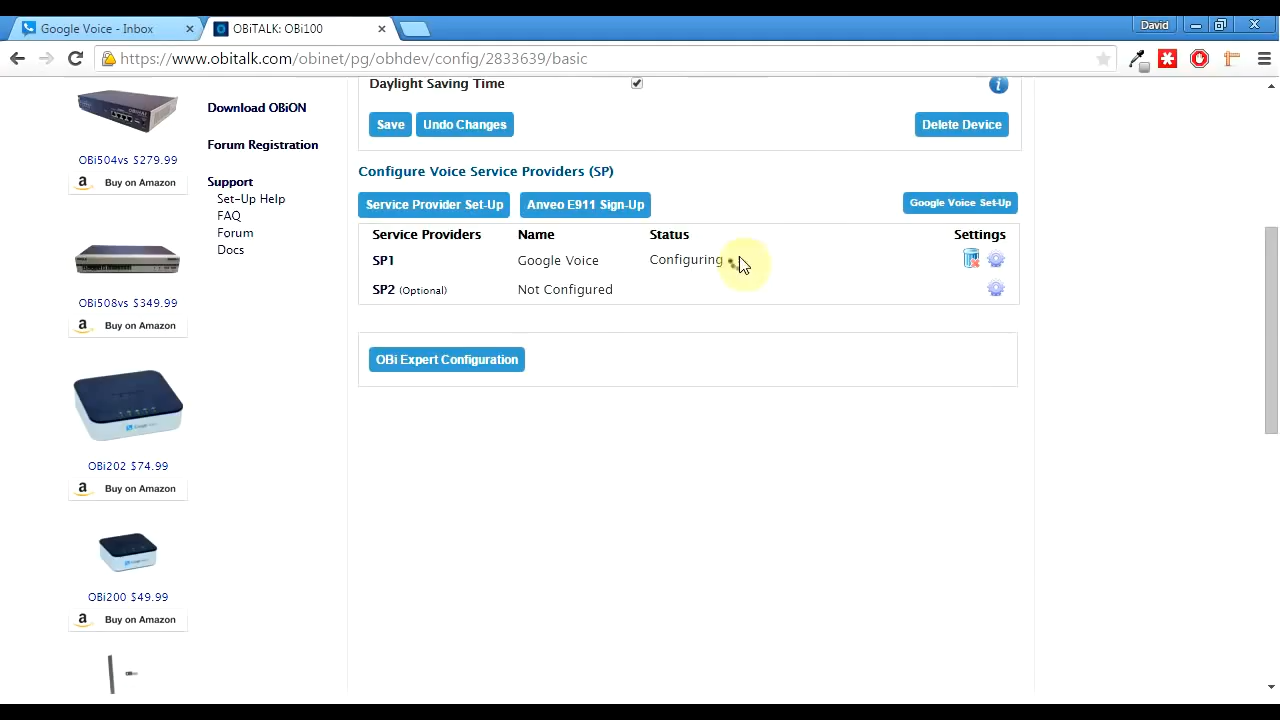 Google Voice - Inbox
OBiTALK: OBi100
David
https://www.obitalk.com/obinet/pg/obhdev/config/2833639/basic
OBi504vs $279.99
Buy on Amazon
OBi508vs $349.99
Buy on Amazon
OBi202 $74.99
Buy on Amazon
OBi200 $49.99
Buy on Amazon
Download OBiON
Forum Registration
Support
Set-Up Help
FAQ
Forum
Docs
Daylight Saving Time
Save Undo Changes Delete Device
Configure Voice Service Providers (SP)
Service Provider Set-Up Anveo E911 Sign-Up Google Voice Set-Up
Service Providers Name Status Settings
SP1 Google Voice Configuring
SP2 (Optional) Not Configured
OBi Expert Configuration